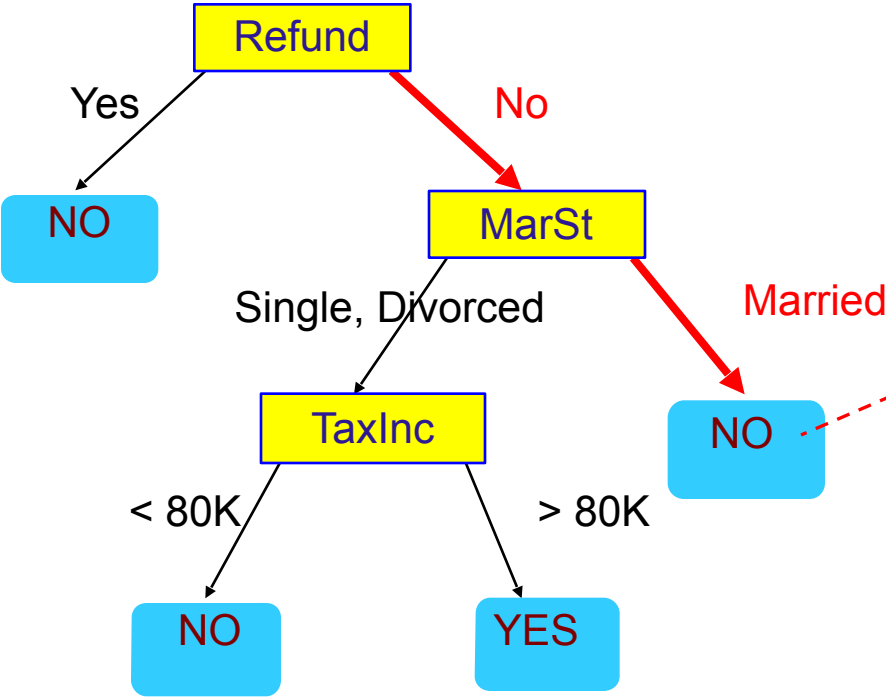 Refund
Yes
No
NO
MarSt
Single, Divorced
Married
TaxInc
NO
< 80K
> 80K
NO
YES